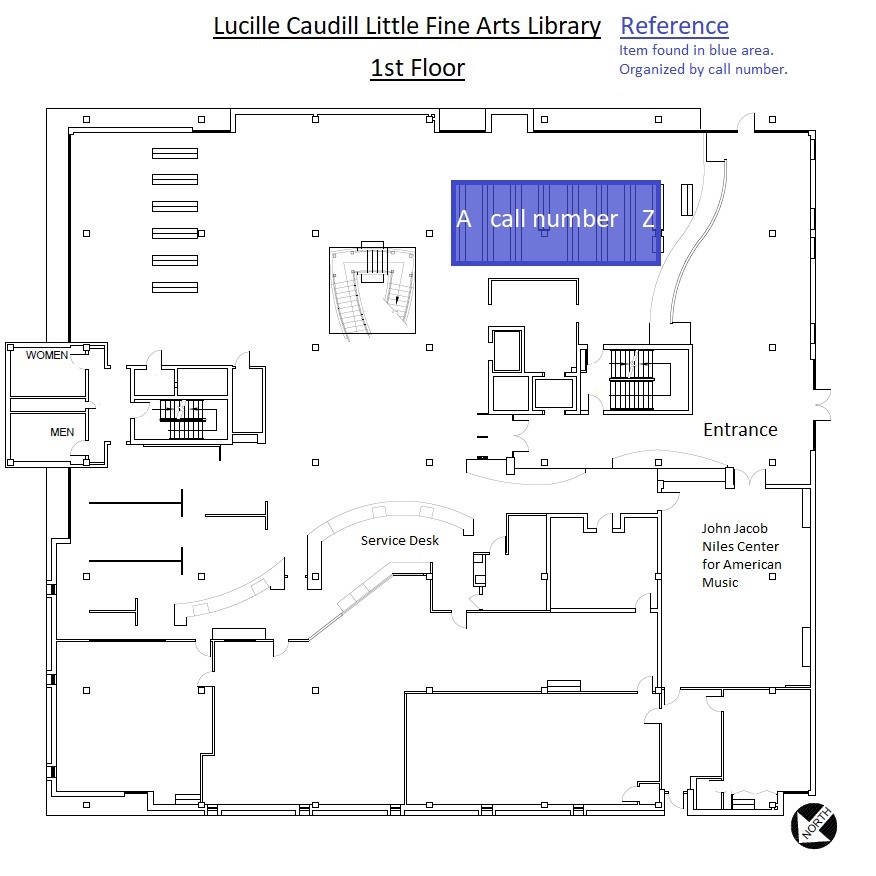 Lucille Caudill Little Fine Arts Library
Reference
1st Floor
Item found in blue area.
Organized by call number.
A call number Z
WOMEN
MEN
Entrance
Service Desk
John Jacob
Niles Center
for American
Music
NORTH